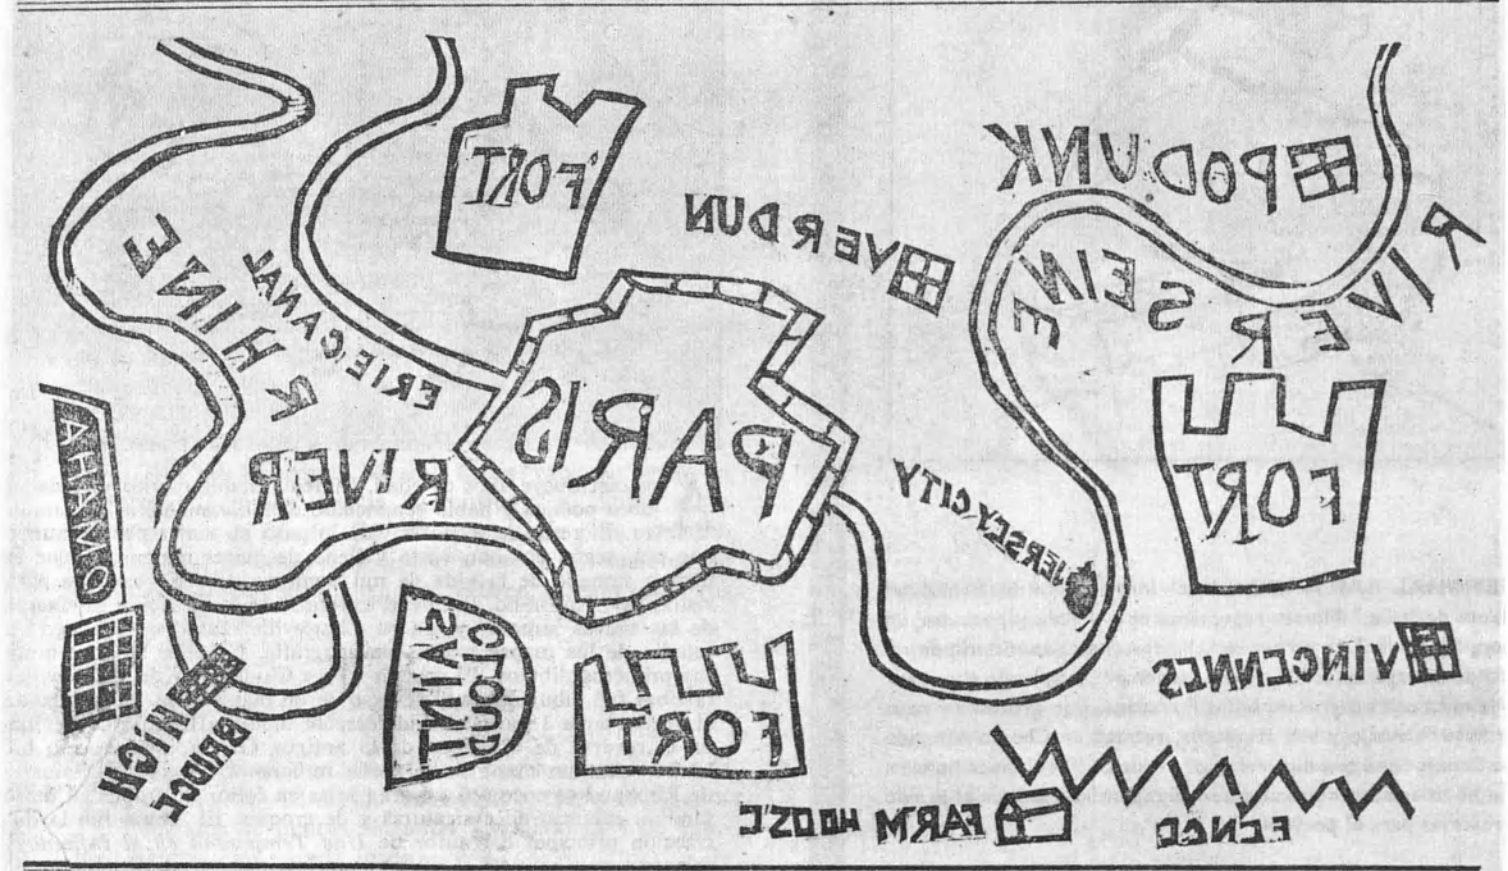 PODUNK
FORT
VERDUN
RIVER SEINE
RHINE
ERIE CANAL
PARIS
RIVER
FORT
OMAHA
JERSEY CITY
CLOUD
FORT
VINCENNES
HIGH
BRIDGE
FARM HOUSE
FENCE